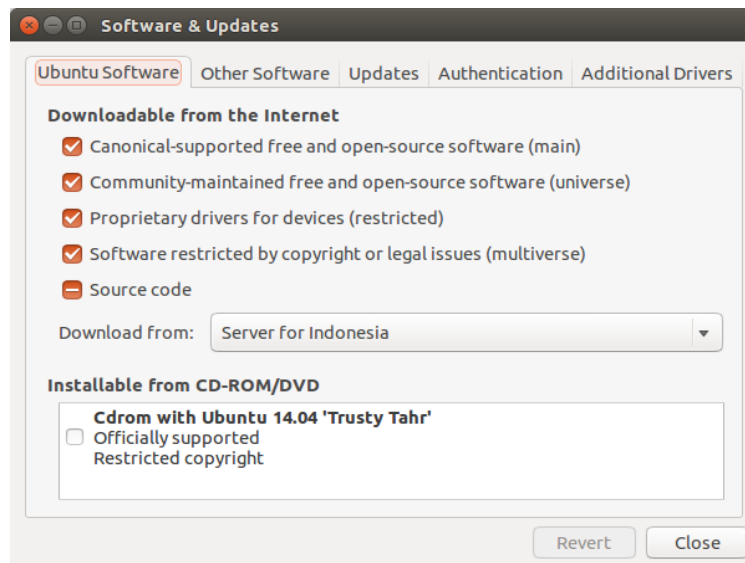 Software & Updates
Ubuntu Software Other Software Updates Authentication Additional Drivers
Downloadable from the Internet
Canonical-supported free and open-source software (main)
Community-maintained free and open-source software (universe)
Proprietary drivers for devices (restricted)
Software restricted by copyright or legal issues (multiverse)
Source code
Download from: Server for Indonesia
Installable from CD-ROM/DVD
Cdrom with Ubuntu 14.04 'Trusty Tahr'
Officially supported
Restricted copyright
Revert Close